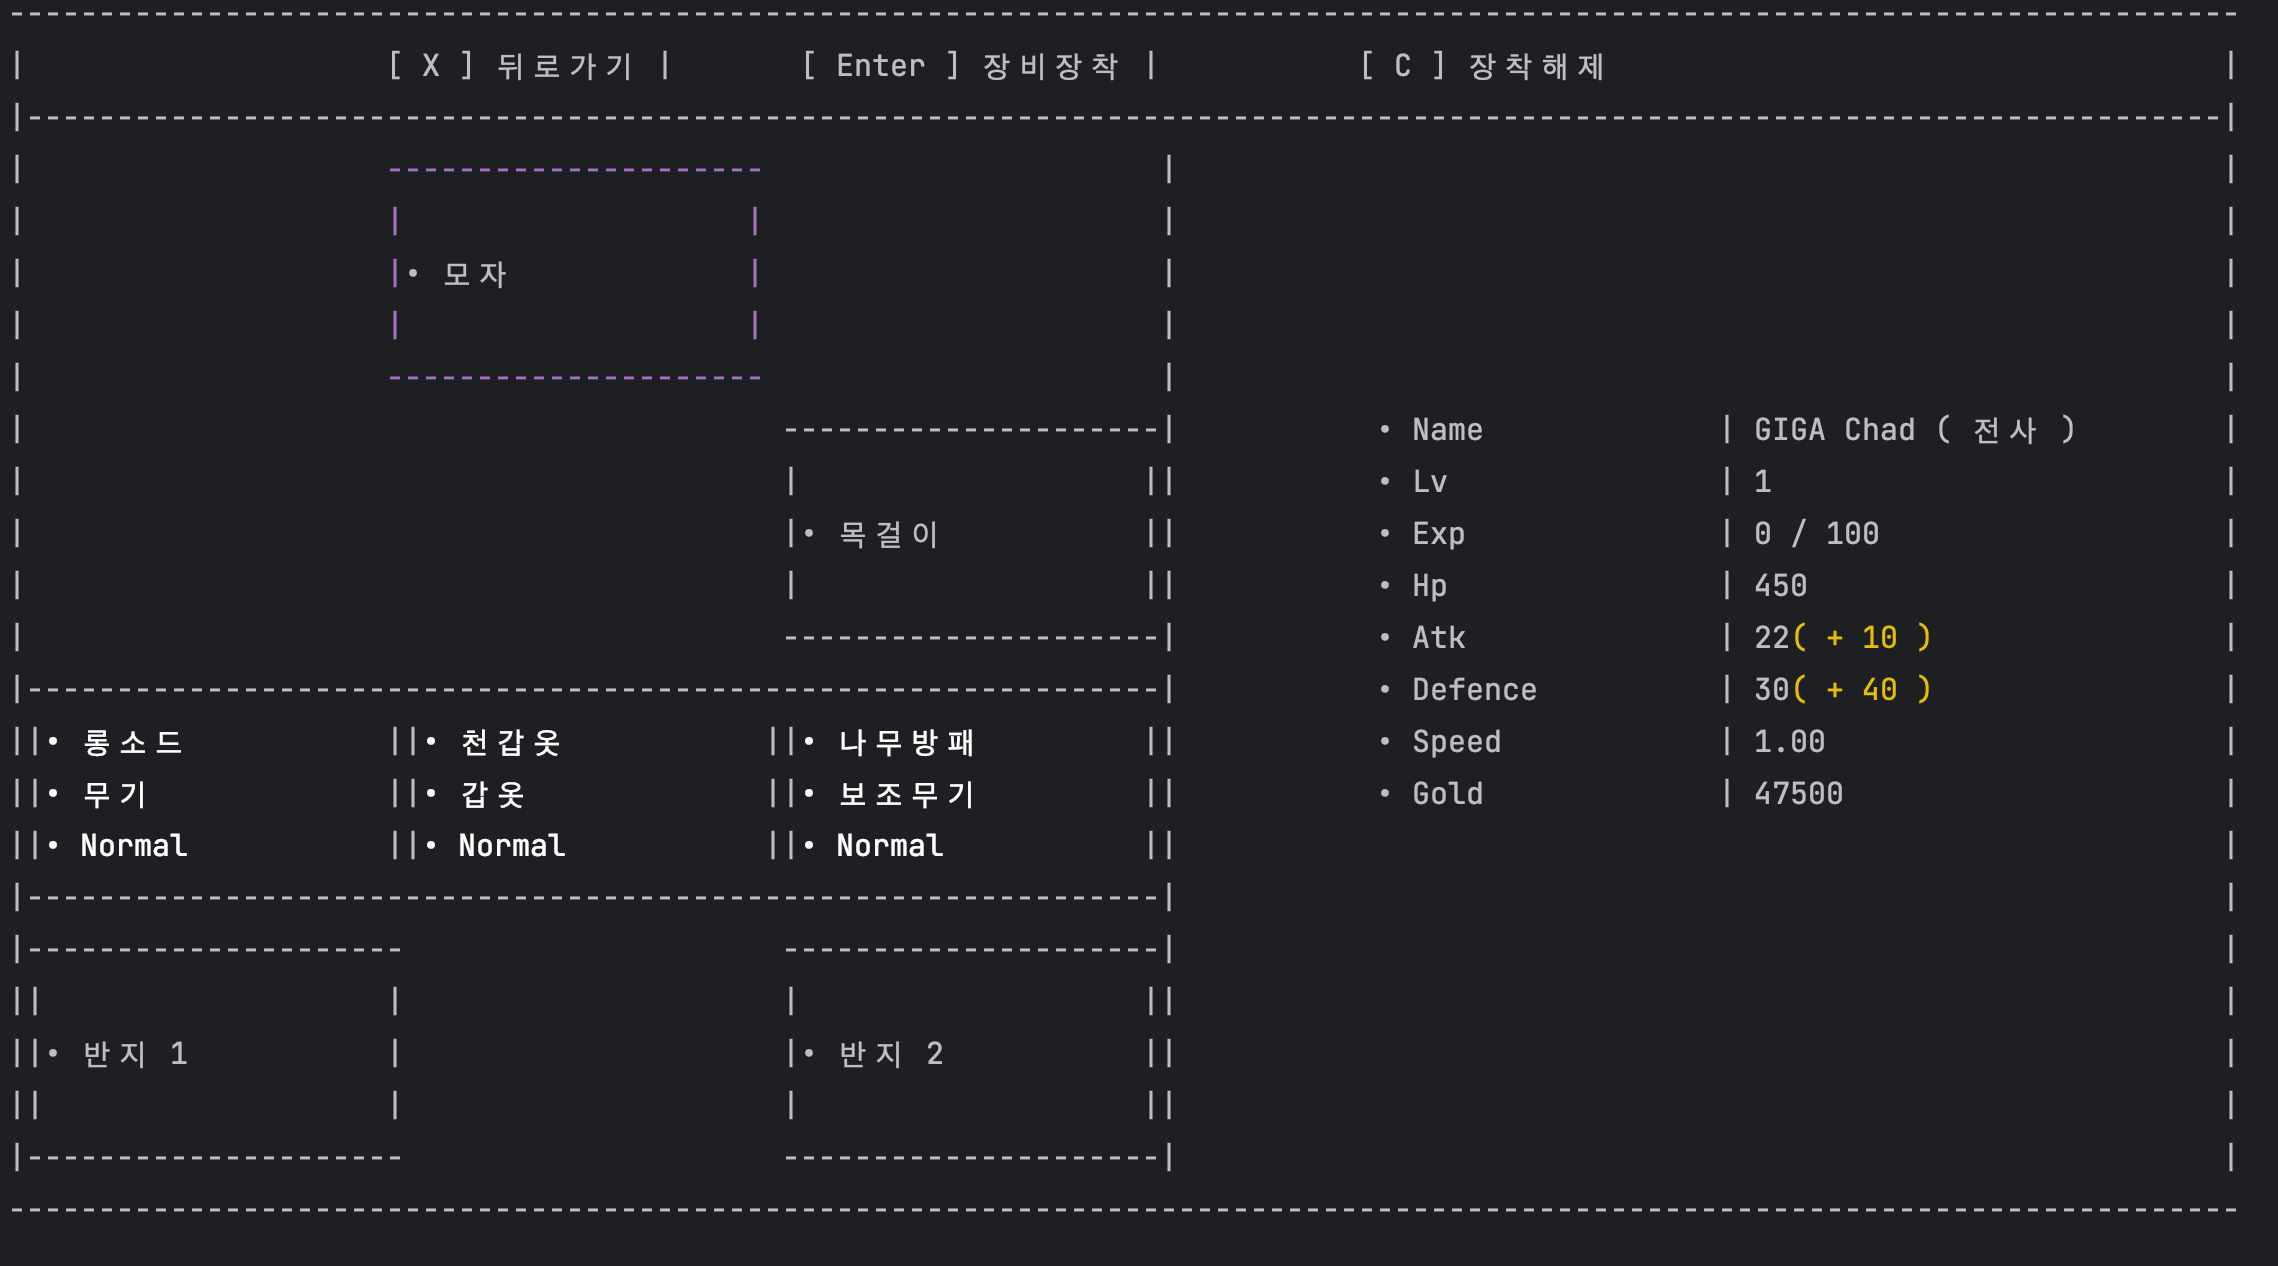 [ X ] 뒤로가기 | [ Enter ] 장비장착 | [ C ] 장착해제
• 모자
• Name | GIGA Chad ( 전사 )
• Lv | 1
• 목걸이 • Exp | 0 / 100
• Hp | 450
• Atk | 22( + 10 )
• Defence | 30( + 40 )
• 롱소드 • 천갑옷 • 나무방패 • Speed | 1.00
• 무기 • 갑옷 • 보조무기 • Gold | 47500
• Normal • Normal • Normal
• 반지 1 • 반지 2